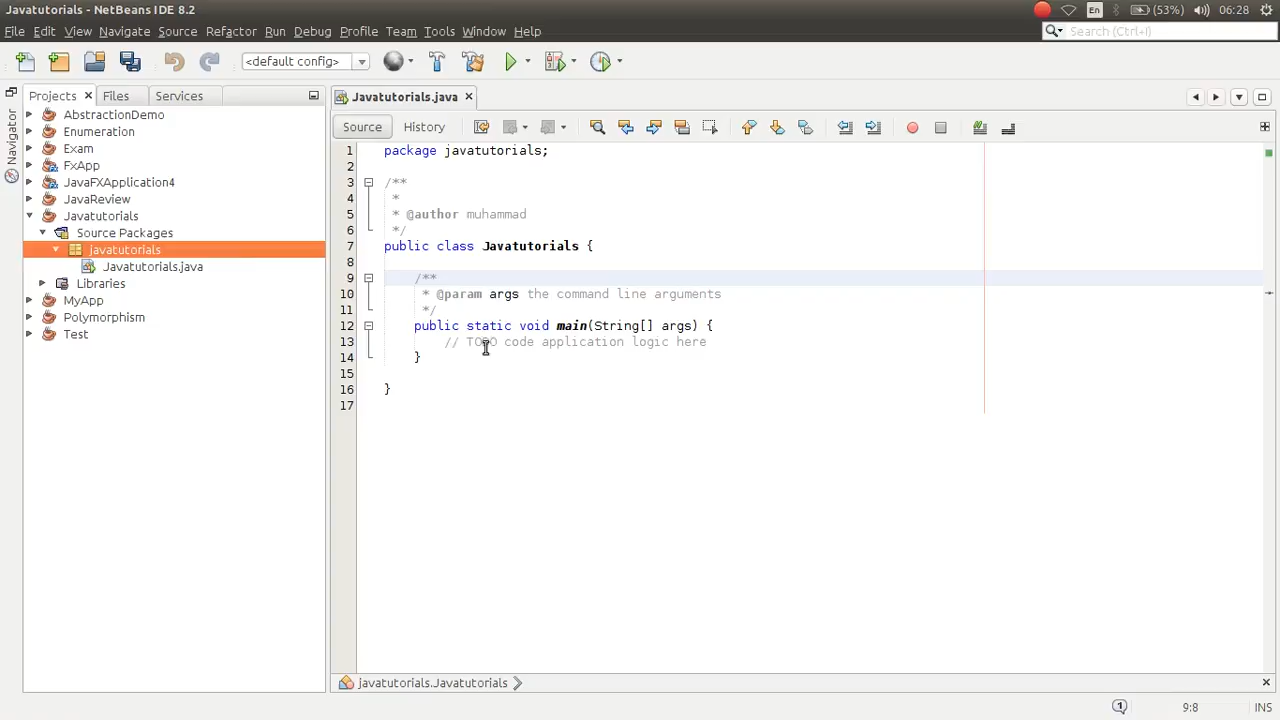 Javatutorials - NetBeans IDE 8.2
En
(53%)
06:28
File Edit View Navigate Source Refactor Run Debug Profile Team Tools Window Help
Search (Ctrl+I)
<default config>
Projects
Files
Services
Navigator
AbstractionDemo
Enumeration
Exam
FxApp
JavaFXApplication4
JavaReview
Javatutorials
Source Packages
javatutorials
Javatutorials.java
Libraries
MyApp
Polymorphism
Test
Javatutorials.java
Source
History
1 package javatutorials;
2
3 /**
4 *
5 * @author muhammad
6 */
7 public class Javatutorials {
8
9 /**
10 * @param args the command line arguments
11 */
12 public static void main(String[] args) {
13 // TODO code application logic here
14 }
15
16 }
17
javatutorials.Javatutorials
1
9:8
INS